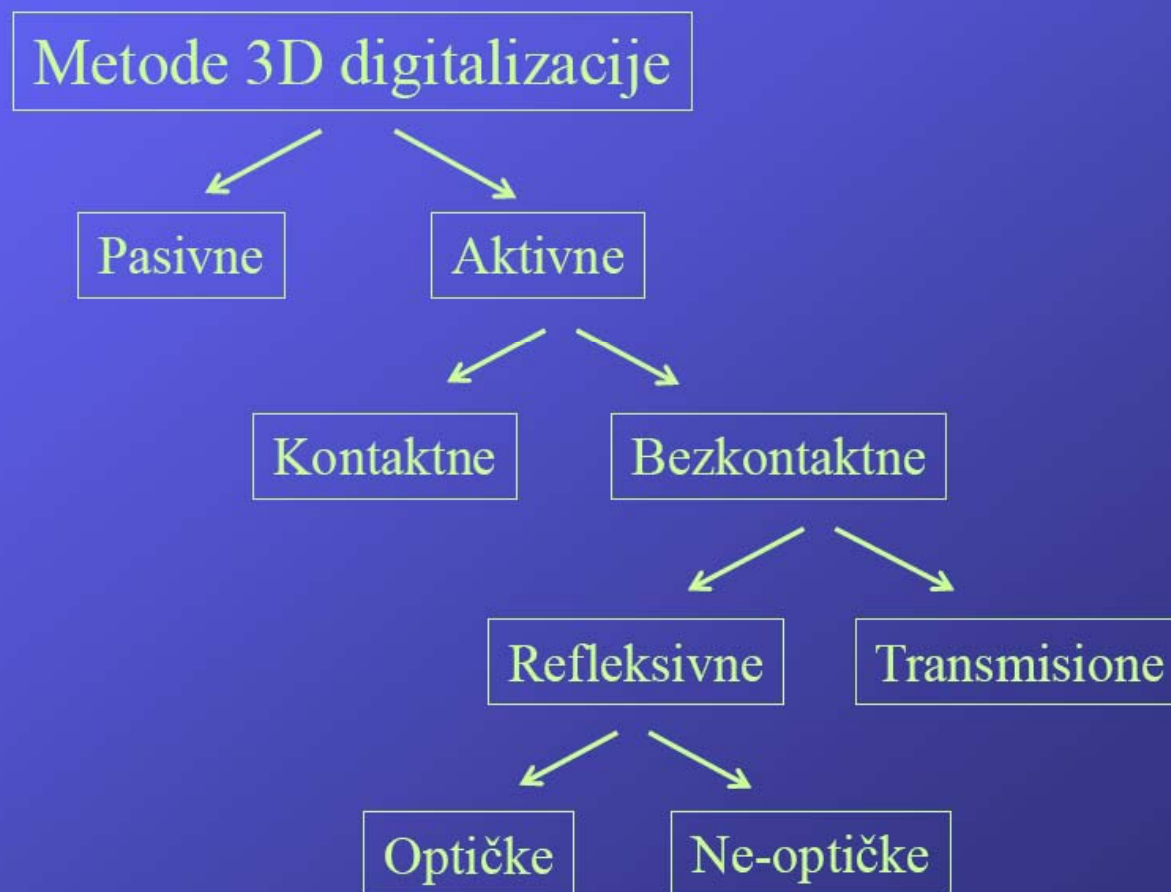 Metode 3D digitalizacije
Pasivne
Aktivne
Kontaktne
Bezkontaktne
Refleksivne
Transmisione
Optičke
Ne-optičke